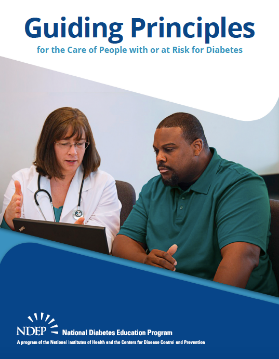 Guiding Principles
for the Care of People with or at Risk for Diabetes
NDEP
National Diabetes Education Program
A program of the National Institutes of Health and the Centers for Disease Control and Prevention